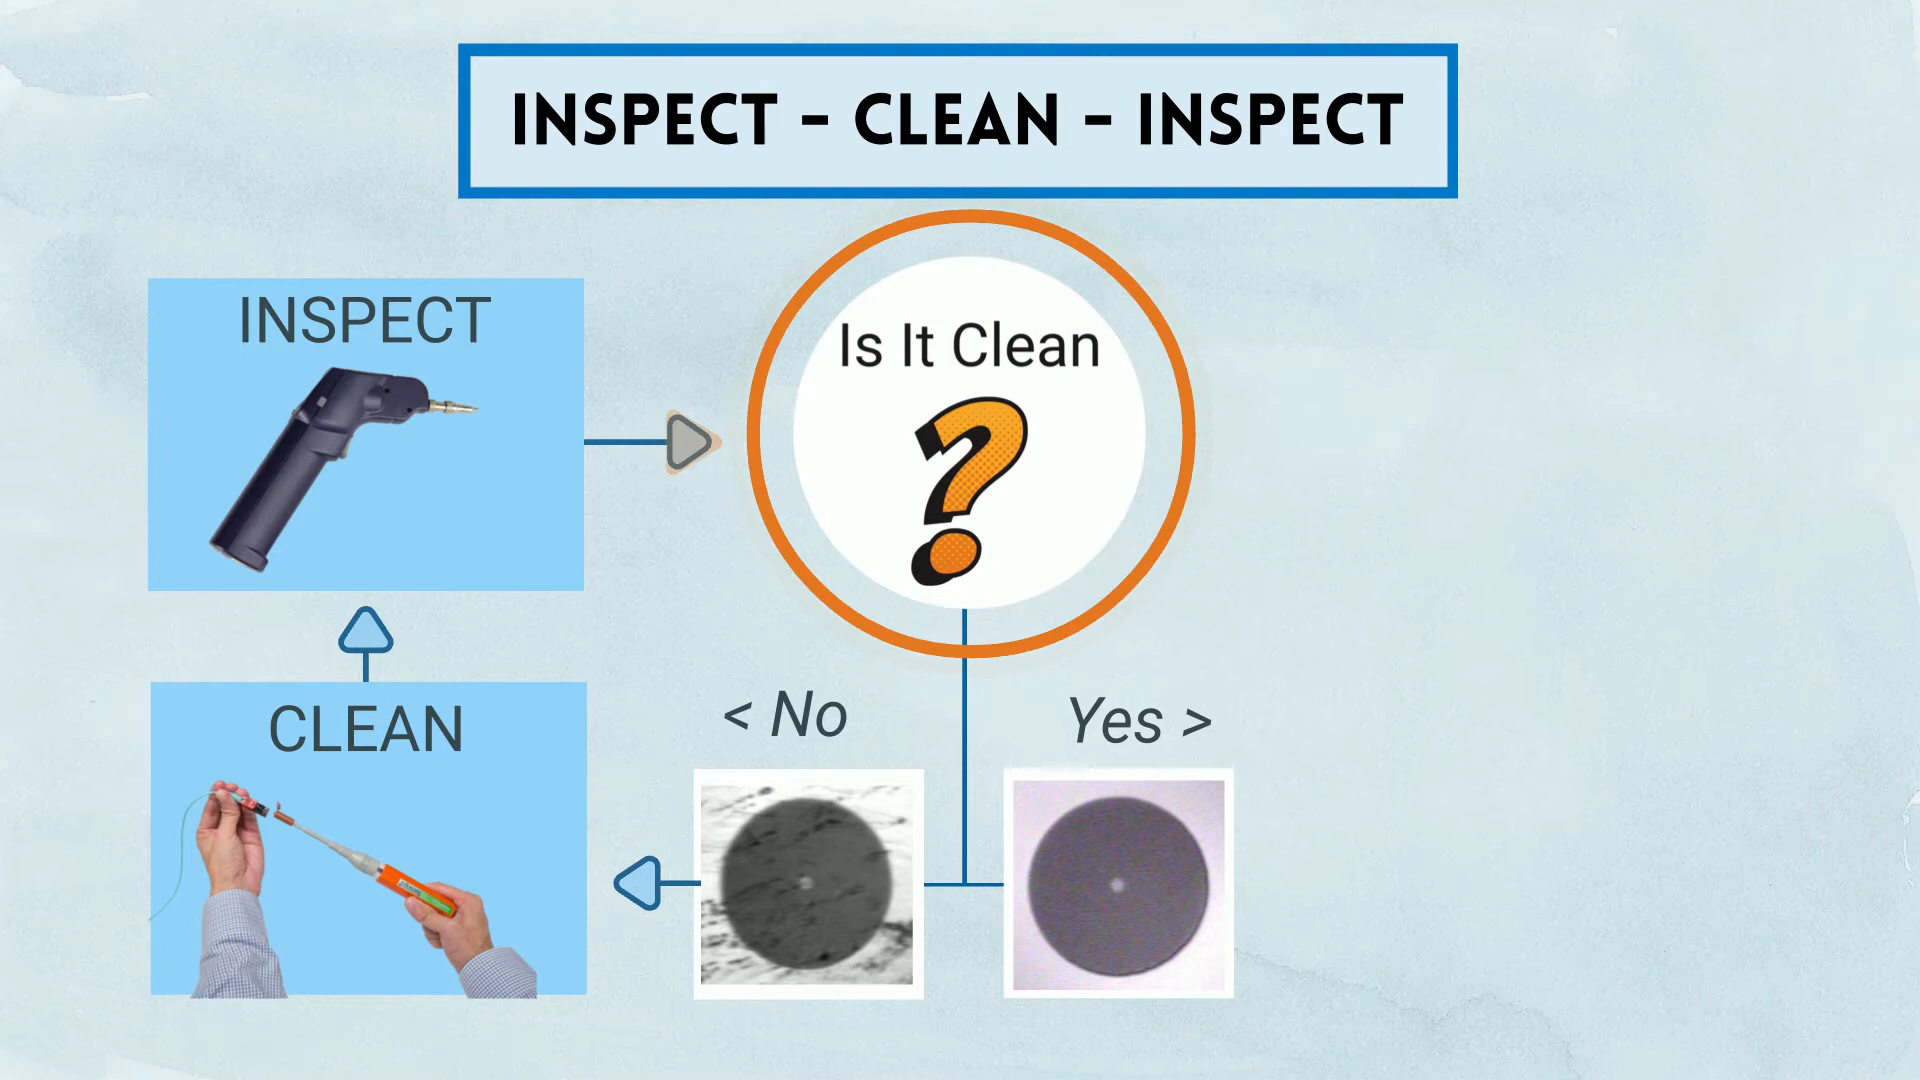 INSPECT - CLEAN - INSPECT
INSPECT
Is It Clean
?
< No
Yes >
CLEAN